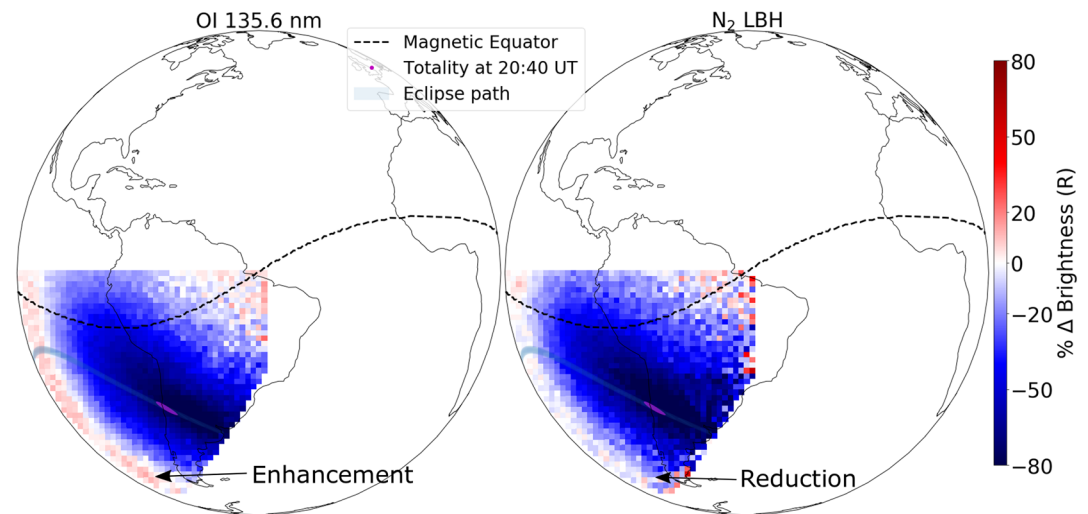 OI 135.6 nm
N₂ LBH
Magnetic Equator
Totality at 20:40 UT
Eclipse path
80
50
20
0
−20
−50
−80
% Δ Brightness (R)
Enhancement
Reduction